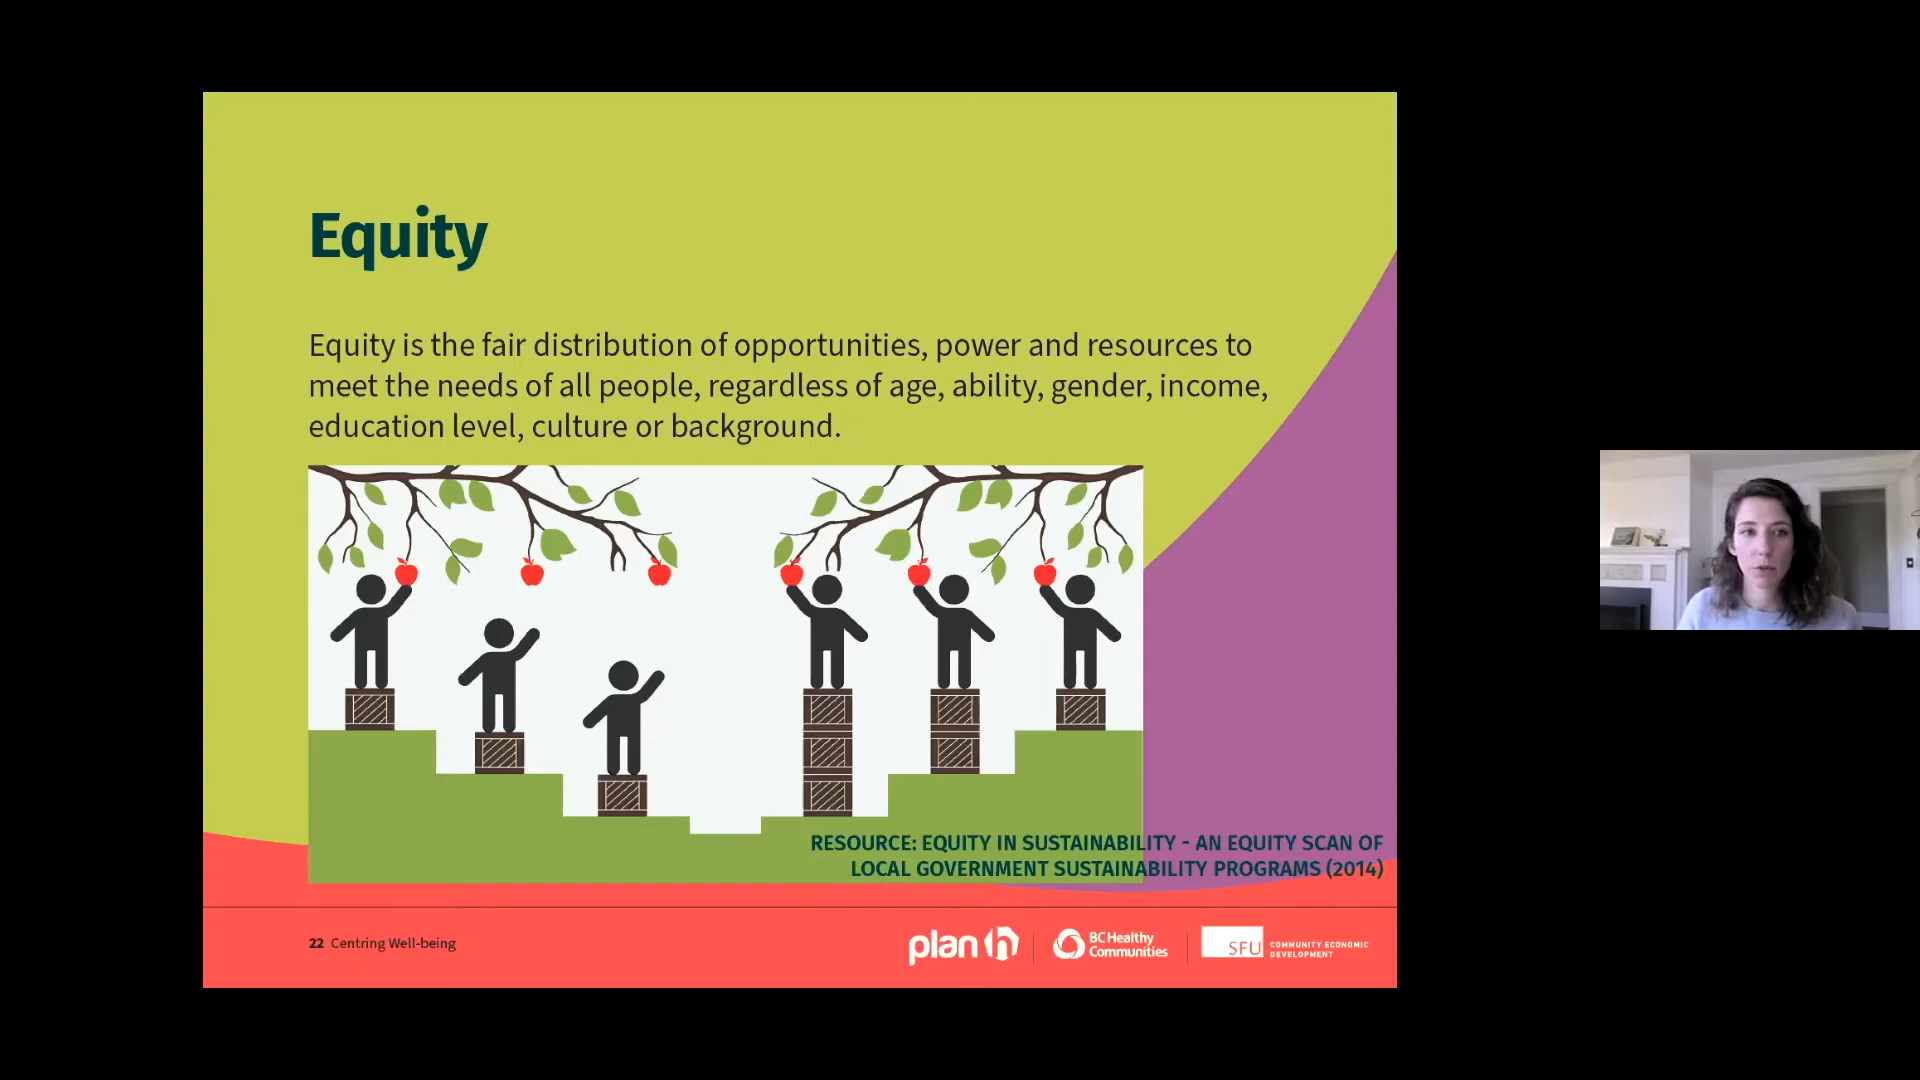 Equity
Equity is the fair distribution of opportunities, power and resources to
meet the needs of all people, regardless of age, ability, gender, income,
education level, culture or background.
RESOURCE: EQUITY IN SUSTAINABILITY - AN EQUITY SCAN OF
LOCAL GOVERNMENT SUSTAINABILITY PROGRAMS (2014)
22 Centring Well-being
plan h
BC Healthy
Communities
SFU
COMMUNITY ECONOMIC
DEVELOPMENT